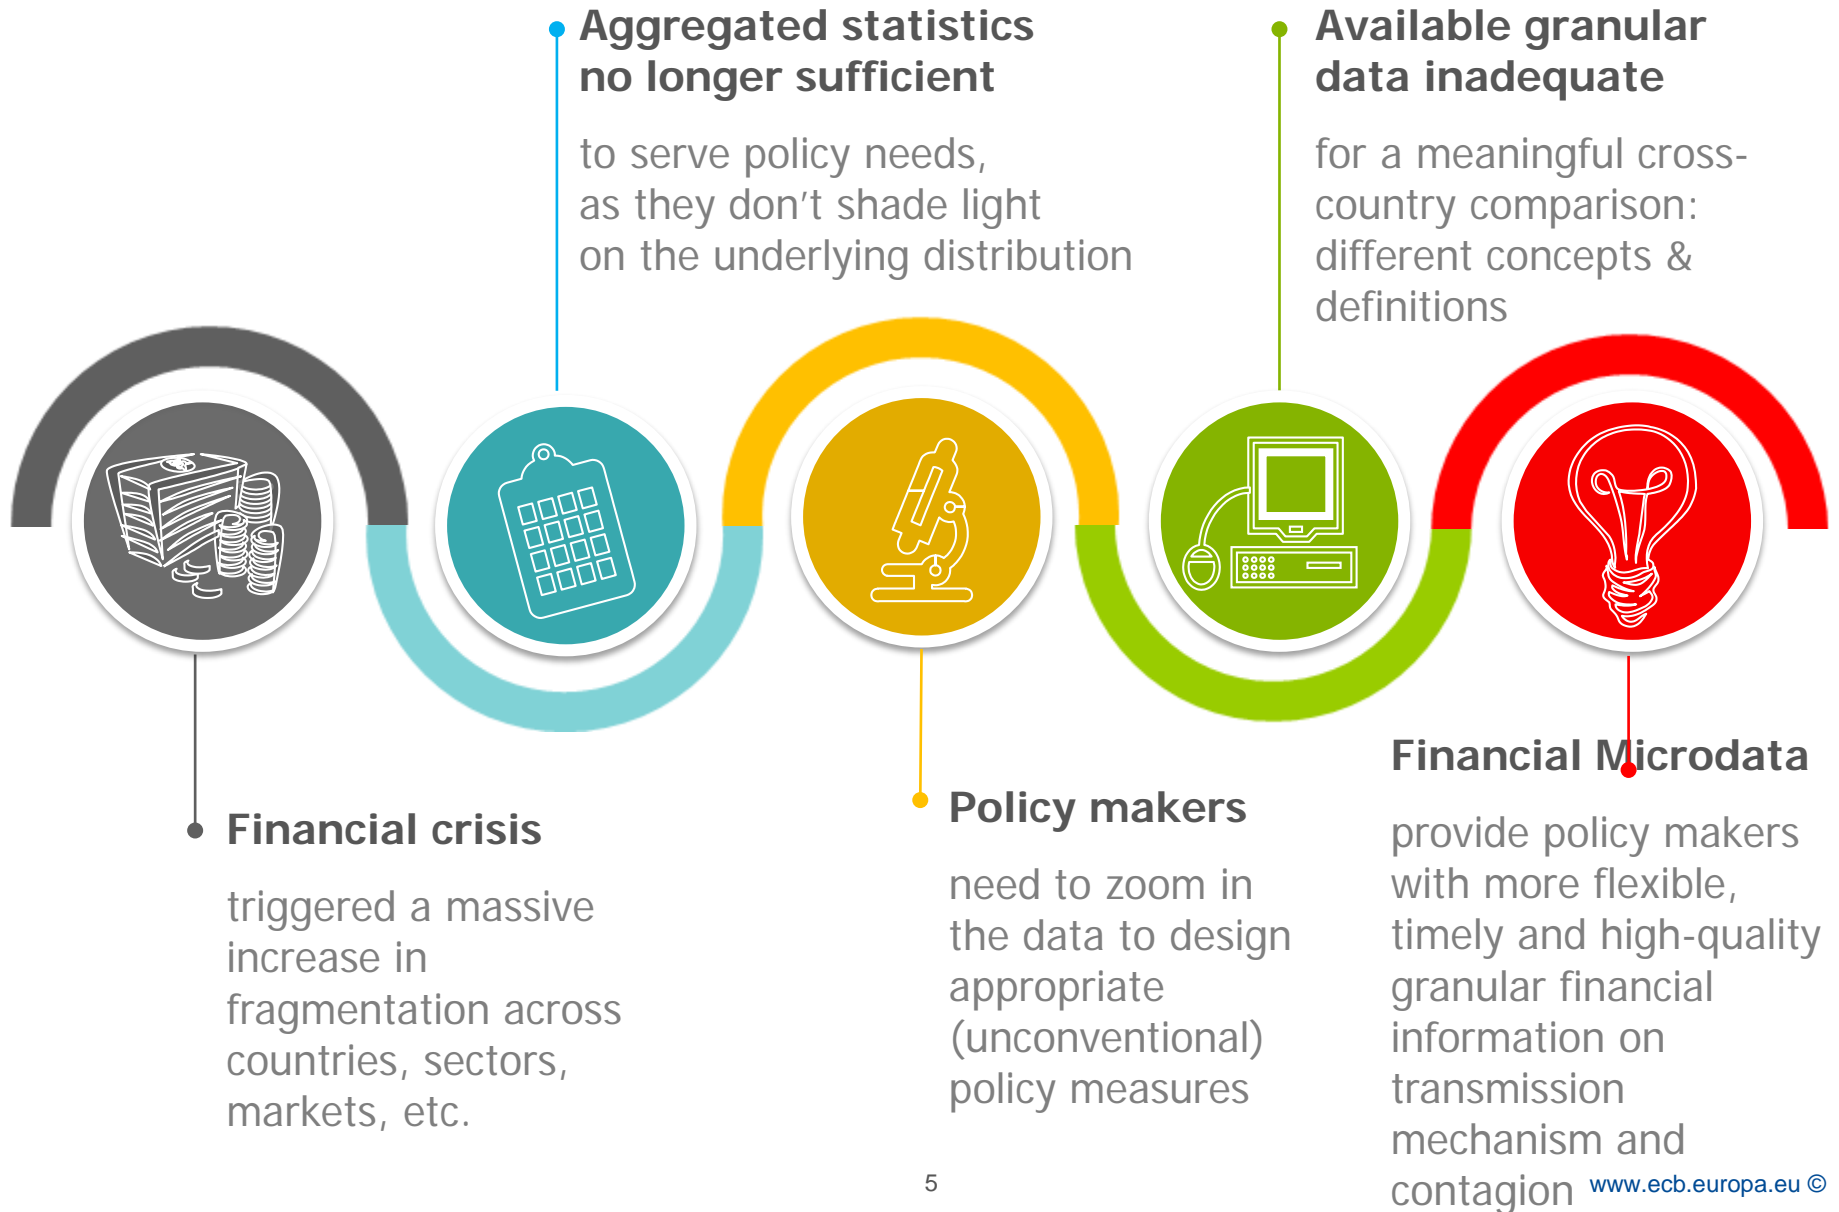 Aggregated statistics
no longer sufficient
to serve policy needs,
as they don't shade light
on the underlying distribution
Available granular
data inadequate
for a meaningful cross-
country comparison:
different concepts &
definitions
Financial crisis
triggered a massive
increase in
fragmentation across
countries, sectors,
markets, etc.
Policy makers
need to zoom in
the data to design
appropriate
(unconventional)
policy measures
Financial Microdata
provide policy makers
with more flexible,
timely and high-quality
granular financial
information on
transmission
mechanism and
contagion
5
www.ecb.europa.eu ©